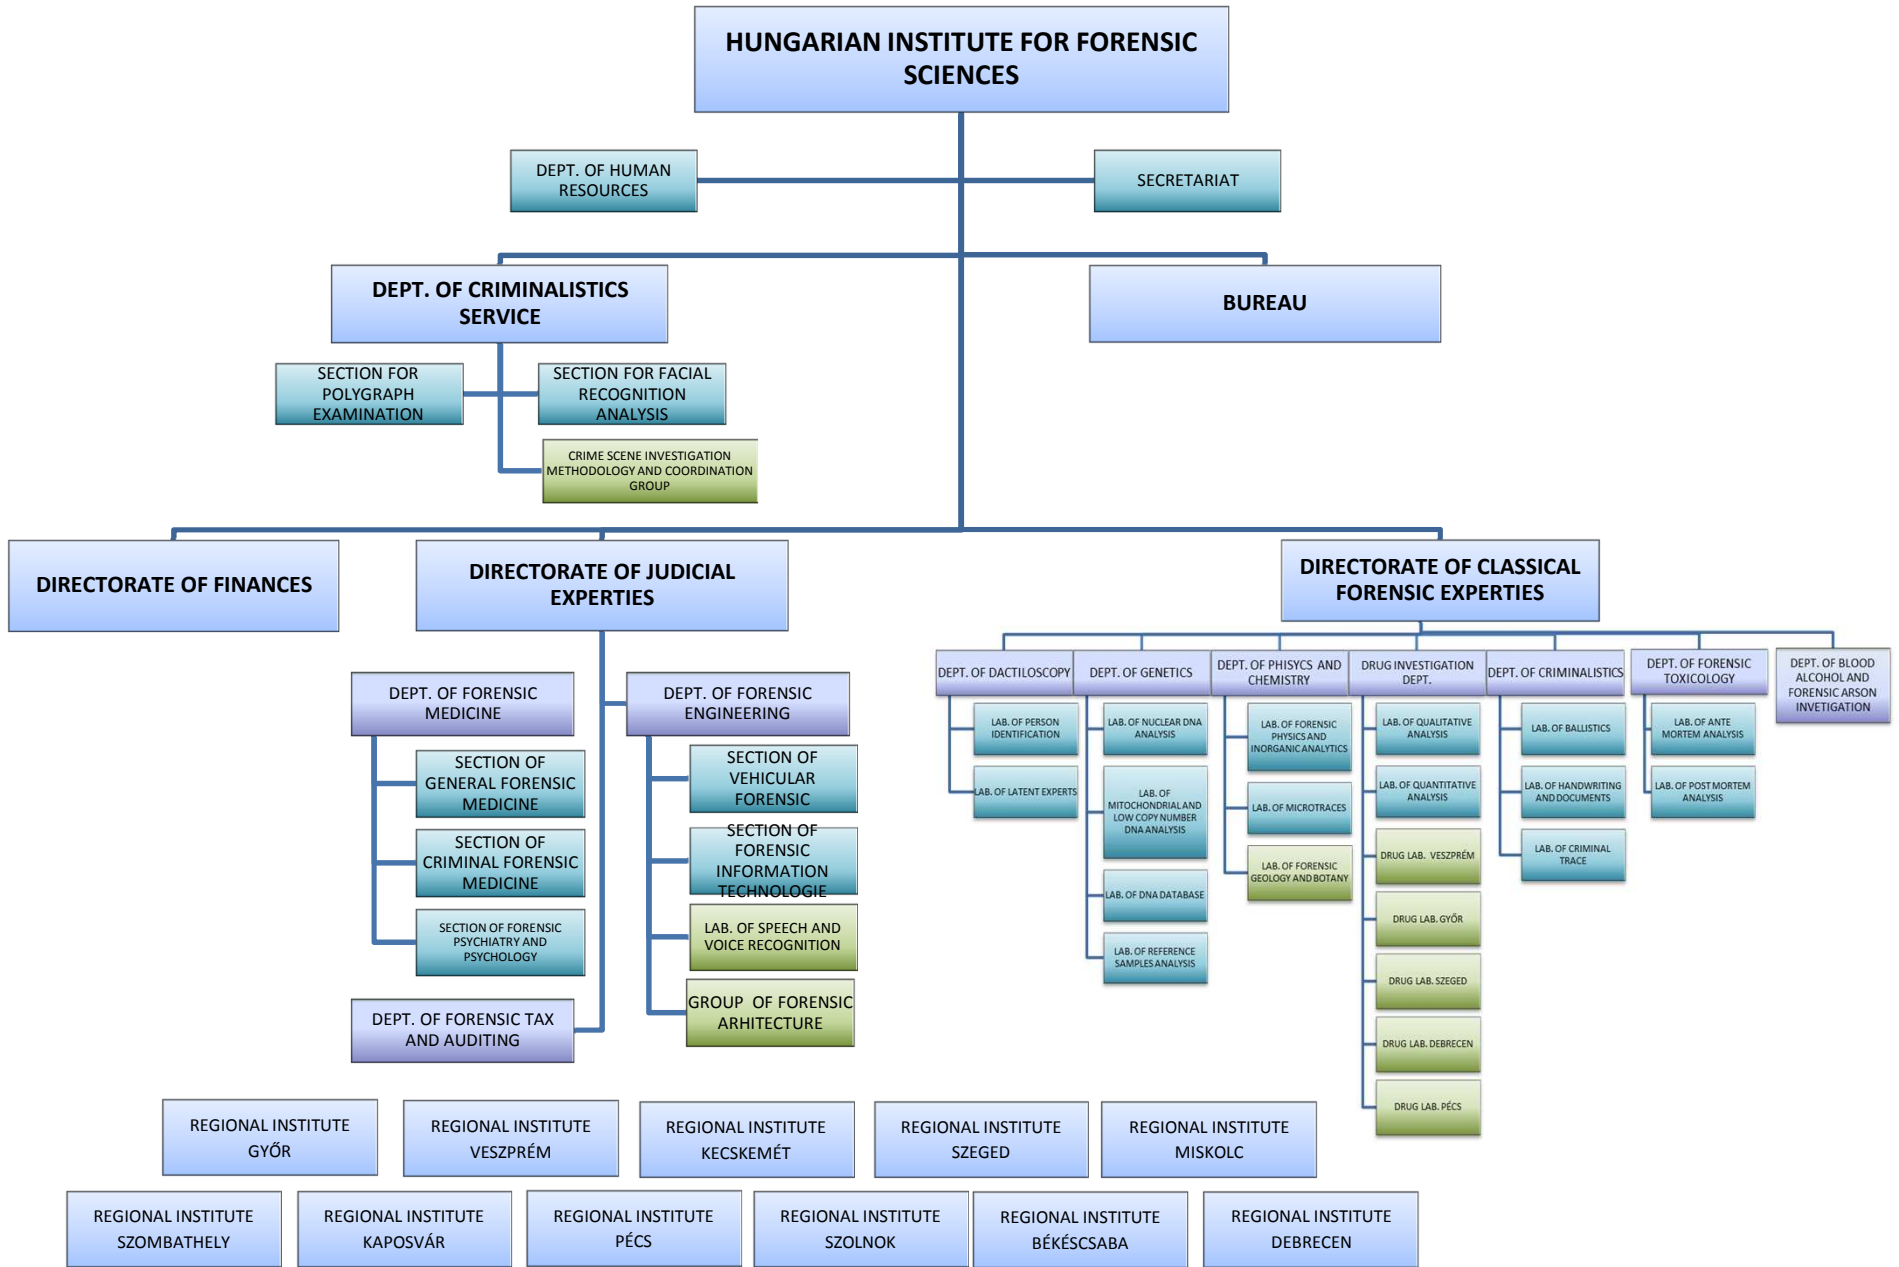 HUNGARIAN INSTITUTE FOR FORENSIC
SCIENCES
DEPT. OF HUMAN
RESOURCES
SECRETARIAT
DEPT. OF CRIMINALISTICS
SERVICE
BUREAU
SECTION FOR
POLYGRAPH
EXAMINATION
SECTION FOR FACIAL
RECOGNITION
ANALYSIS
CRIME SCENE INVESTIGATION
METHODOLOGY AND COORDINATION
GROUP
DIRECTORATE OF FINANCES
DIRECTORATE OF JUDICIAL
EXPERTIES
DIRECTORATE OF CLASSICAL
FORENSIC EXPERTIES
DEPT. OF FORENSIC
MEDICINE
SECTION OF
GENERAL FORENSIC
MEDICINE
SECTION OF
CRIMINAL FORENSIC
MEDICINE
SECTION OF FORENSIC
PSYCHIATRY AND
PSYCHOLOGY
DEPT. OF FORENSIC TAX
AND AUDITING
DEPT. OF FORENSIC
ENGINEERING
SECTION OF
VEHICULAR
FORENSIC
SECTION OF
FORENSIC
INFORMATION
TECHNOLOGIE
LAB. OF SPEECH AND
VOICE RECOGNITION
GROUP OF FORENSIC
ARHITECTURE
DEPT. OF DACTILOSCOPY
LAB. OF PERSON
IDENTIFICATION
LAB. OF LATENT EXPERTS
DEPT. OF GENETICS
LAB. OF NUCLEAR DNA
ANALYSIS
LAB. OF
MITOCHONDRIAL AND
LOW COPY NUMBER
DNA ANALYSIS
LAB. OF DNA DATABASE
LAB. OF REFERENCE
SAMPLES ANALYSIS
DEPT. OF PHISYCS AND
CHEMISTRY
LAB. OF FORENSIC
PHYSICS AND
INORGANIC ANALYTICS
LAB. OF MICROTRACES
LAB. OF FORENSIC
GEOLOGY AND BOTANY
DRUG INVESTIGATION
DEPT.
LAB. OF QUALITATIVE
ANALYSIS
LAB. OF QUANTITATIVE
ANALYSIS
DRUG LAB. VESZPRÉM
DRUG LAB. GYŐR
DRUG LAB. SZEGED
DRUG LAB. DEBRECEN
DRUG LAB. PÉCS
DEPT. OF CRIMINALISTICS
LAB. OF BALLISTICS
LAB. OF HANDWRITING
AND DOCUMENTS
LAB. OF CRIMINAL
TRACE
DEPT. OF FORENSIC
TOXICOLOGY
LAB. OF ANTE
MORTEM ANALYSIS
LAB. OF POST MORTEM
ANALYSIS
DEPT. OF BLOOD
ALCOHOL AND
FORENSIC ARSON
INVETIGATION
REGIONAL INSTITUTE
GYŐR
REGIONAL INSTITUTE
VESZPRÉM
REGIONAL INSTITUTE
KECSKEMÉT
REGIONAL INSTITUTE
SZEGED
REGIONAL INSTITUTE
MISKOLC
REGIONAL INSTITUTE
SZOMBATHELY
REGIONAL INSTITUTE
KAPOSVÁR
REGIONAL INSTITUTE
PÉCS
REGIONAL INSTITUTE
SZOLNOK
REGIONAL INSTITUTE
BÉKÉSCSABA
REGIONAL INSTITUTE
DEBRECEN